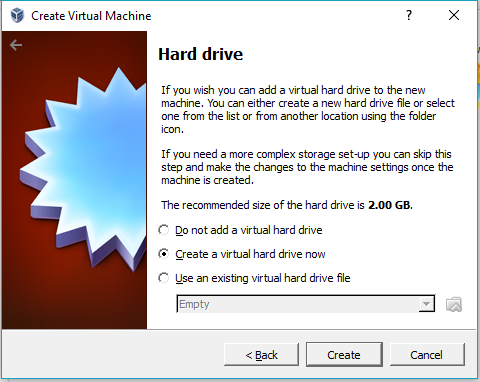 Create Virtual Machine
?
Hard drive
If you wish you can add a virtual hard drive to the new
machine. You can either create a new hard drive file or select
one from the list or from another location using the folder
icon.
If you need a more complex storage set-up you can skip this
step and make the changes to the machine settings once the
machine is created.
The recommended size of the hard drive is 2.00 GB.
Do not add a virtual hard drive
Create a virtual hard drive now
Use an existing virtual hard drive file
Empty
< Back Create Cancel